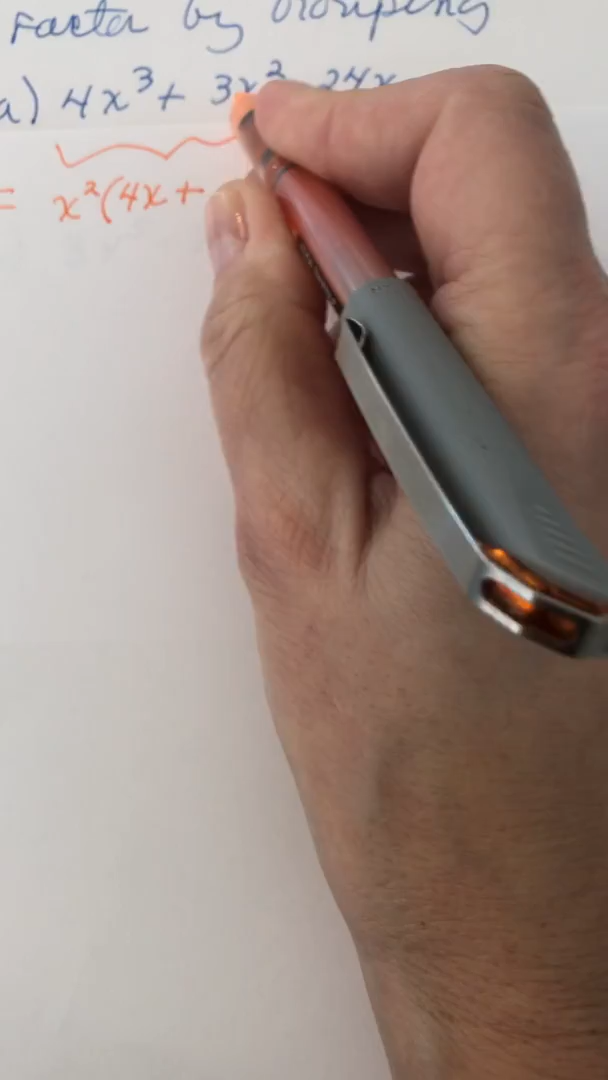 Factor by Grouping
a) 4x³ + 3x² 24x
= x²(4x +